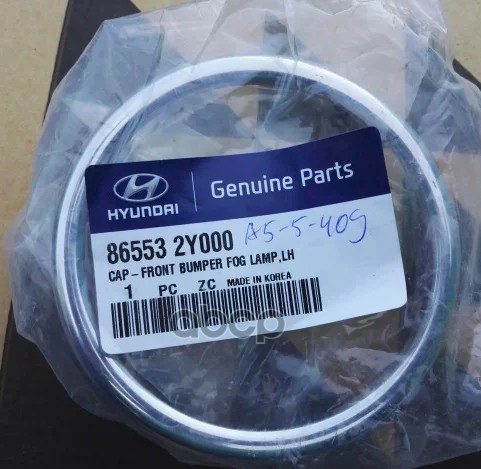 HYUNDAI
Genuine Parts
86553 2Y000 A5-5-409
CAP-FRONT BUMPER FOG LAMP,LH
1 PC ZC MADE IN KOREA
abcp